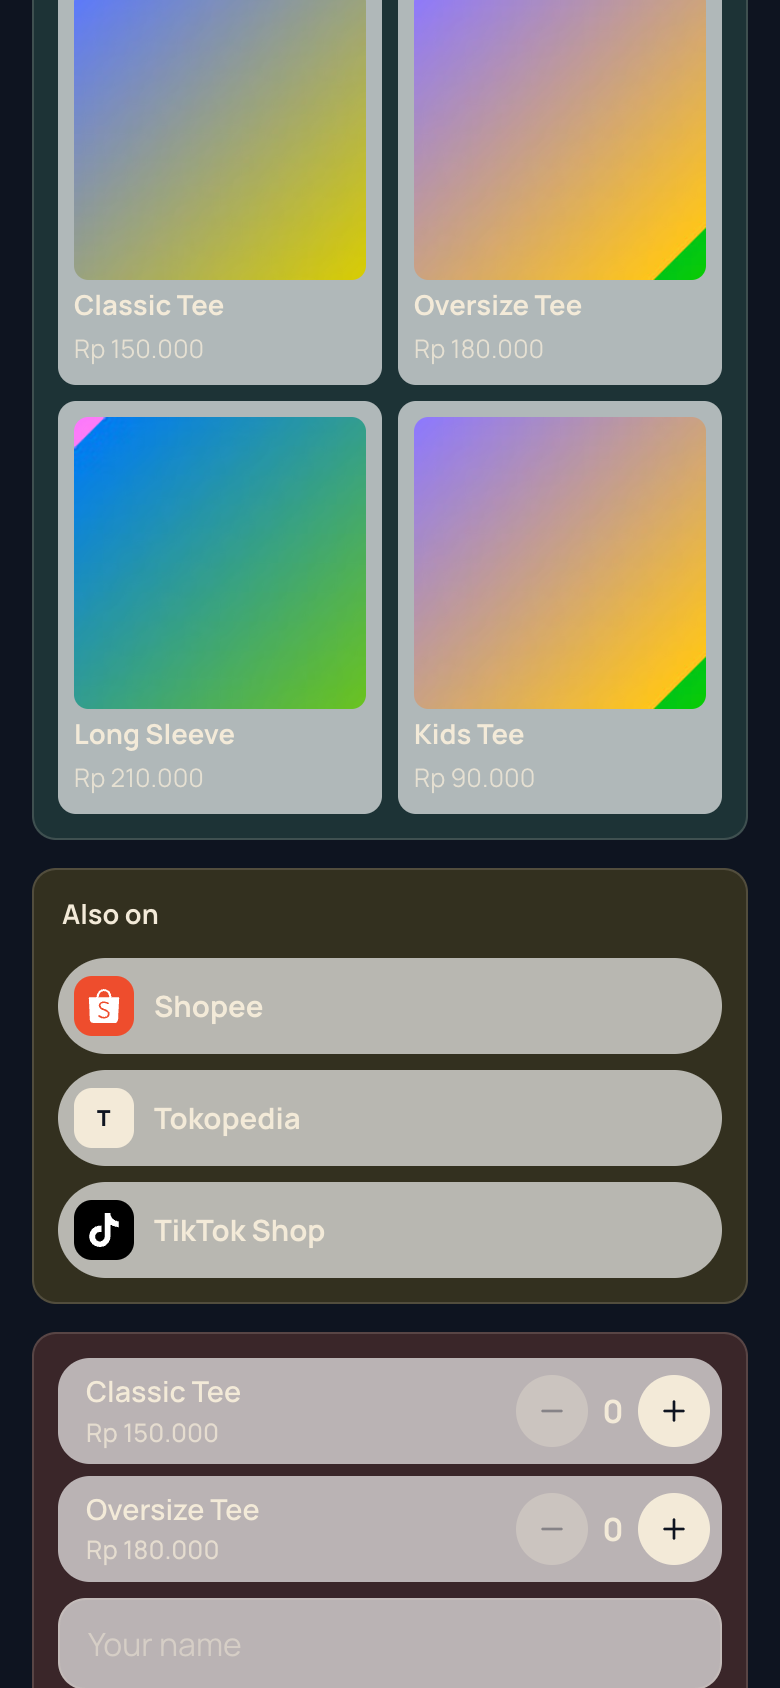 Classic Tee
Rp 150.000
Oversize Tee
Rp 180.000
Long Sleeve
Rp 210.000
Kids Tee
Rp 90.000
Also on
S
Shopee
T
Tokopedia
TikTok Shop
Classic Tee
Rp 150.000
− 0 +
Oversize Tee
Rp 180.000
− 0 +
Your name